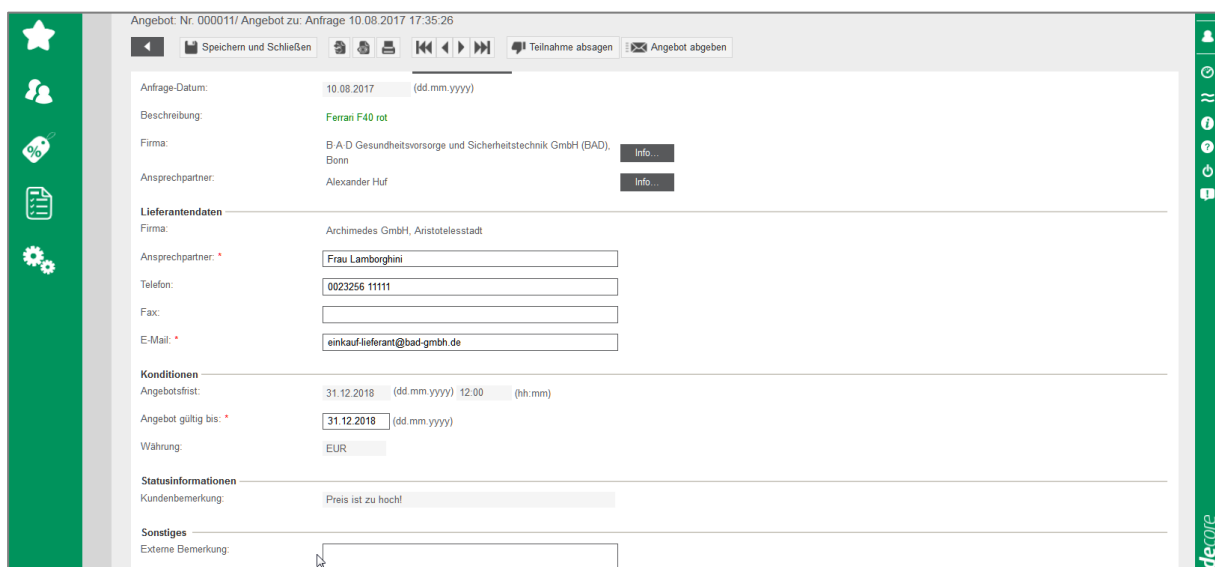 Angebot: Nr. 000011/ Angebot zu: Anfrage 10.08.2017 17:35:26
Speichern und Schließen Teilnahme absagen Angebot abgeben
Anfrage-Datum: 10.08.2017 (dd.mm.yyyy)
Beschreibung: Ferrari F40 rot
Firma: B·A·D Gesundheitsvorsorge und Sicherheitstechnik GmbH (BAD), Bonn Info...
Ansprechpartner: Alexander Huf Info...
Lieferantendaten
Firma: Archimedes GmbH, Aristotelesstadt
Ansprechpartner: * Frau Lamborghini
Telefon: 0023256 11111
Fax:
E-Mail: * einkauf-lieferant@bad-gmbh.de
Konditionen
Angebotsfrist: 31.12.2018 (dd.mm.yyyy) 12:00 (hh:mm)
Angebot gültig bis: * 31.12.2018 (dd.mm.yyyy)
Währung: EUR
Statusinformationen
Kundenbemerkung: Preis ist zu hoch!
Sonstiges
Externe Bemerkung:
decore